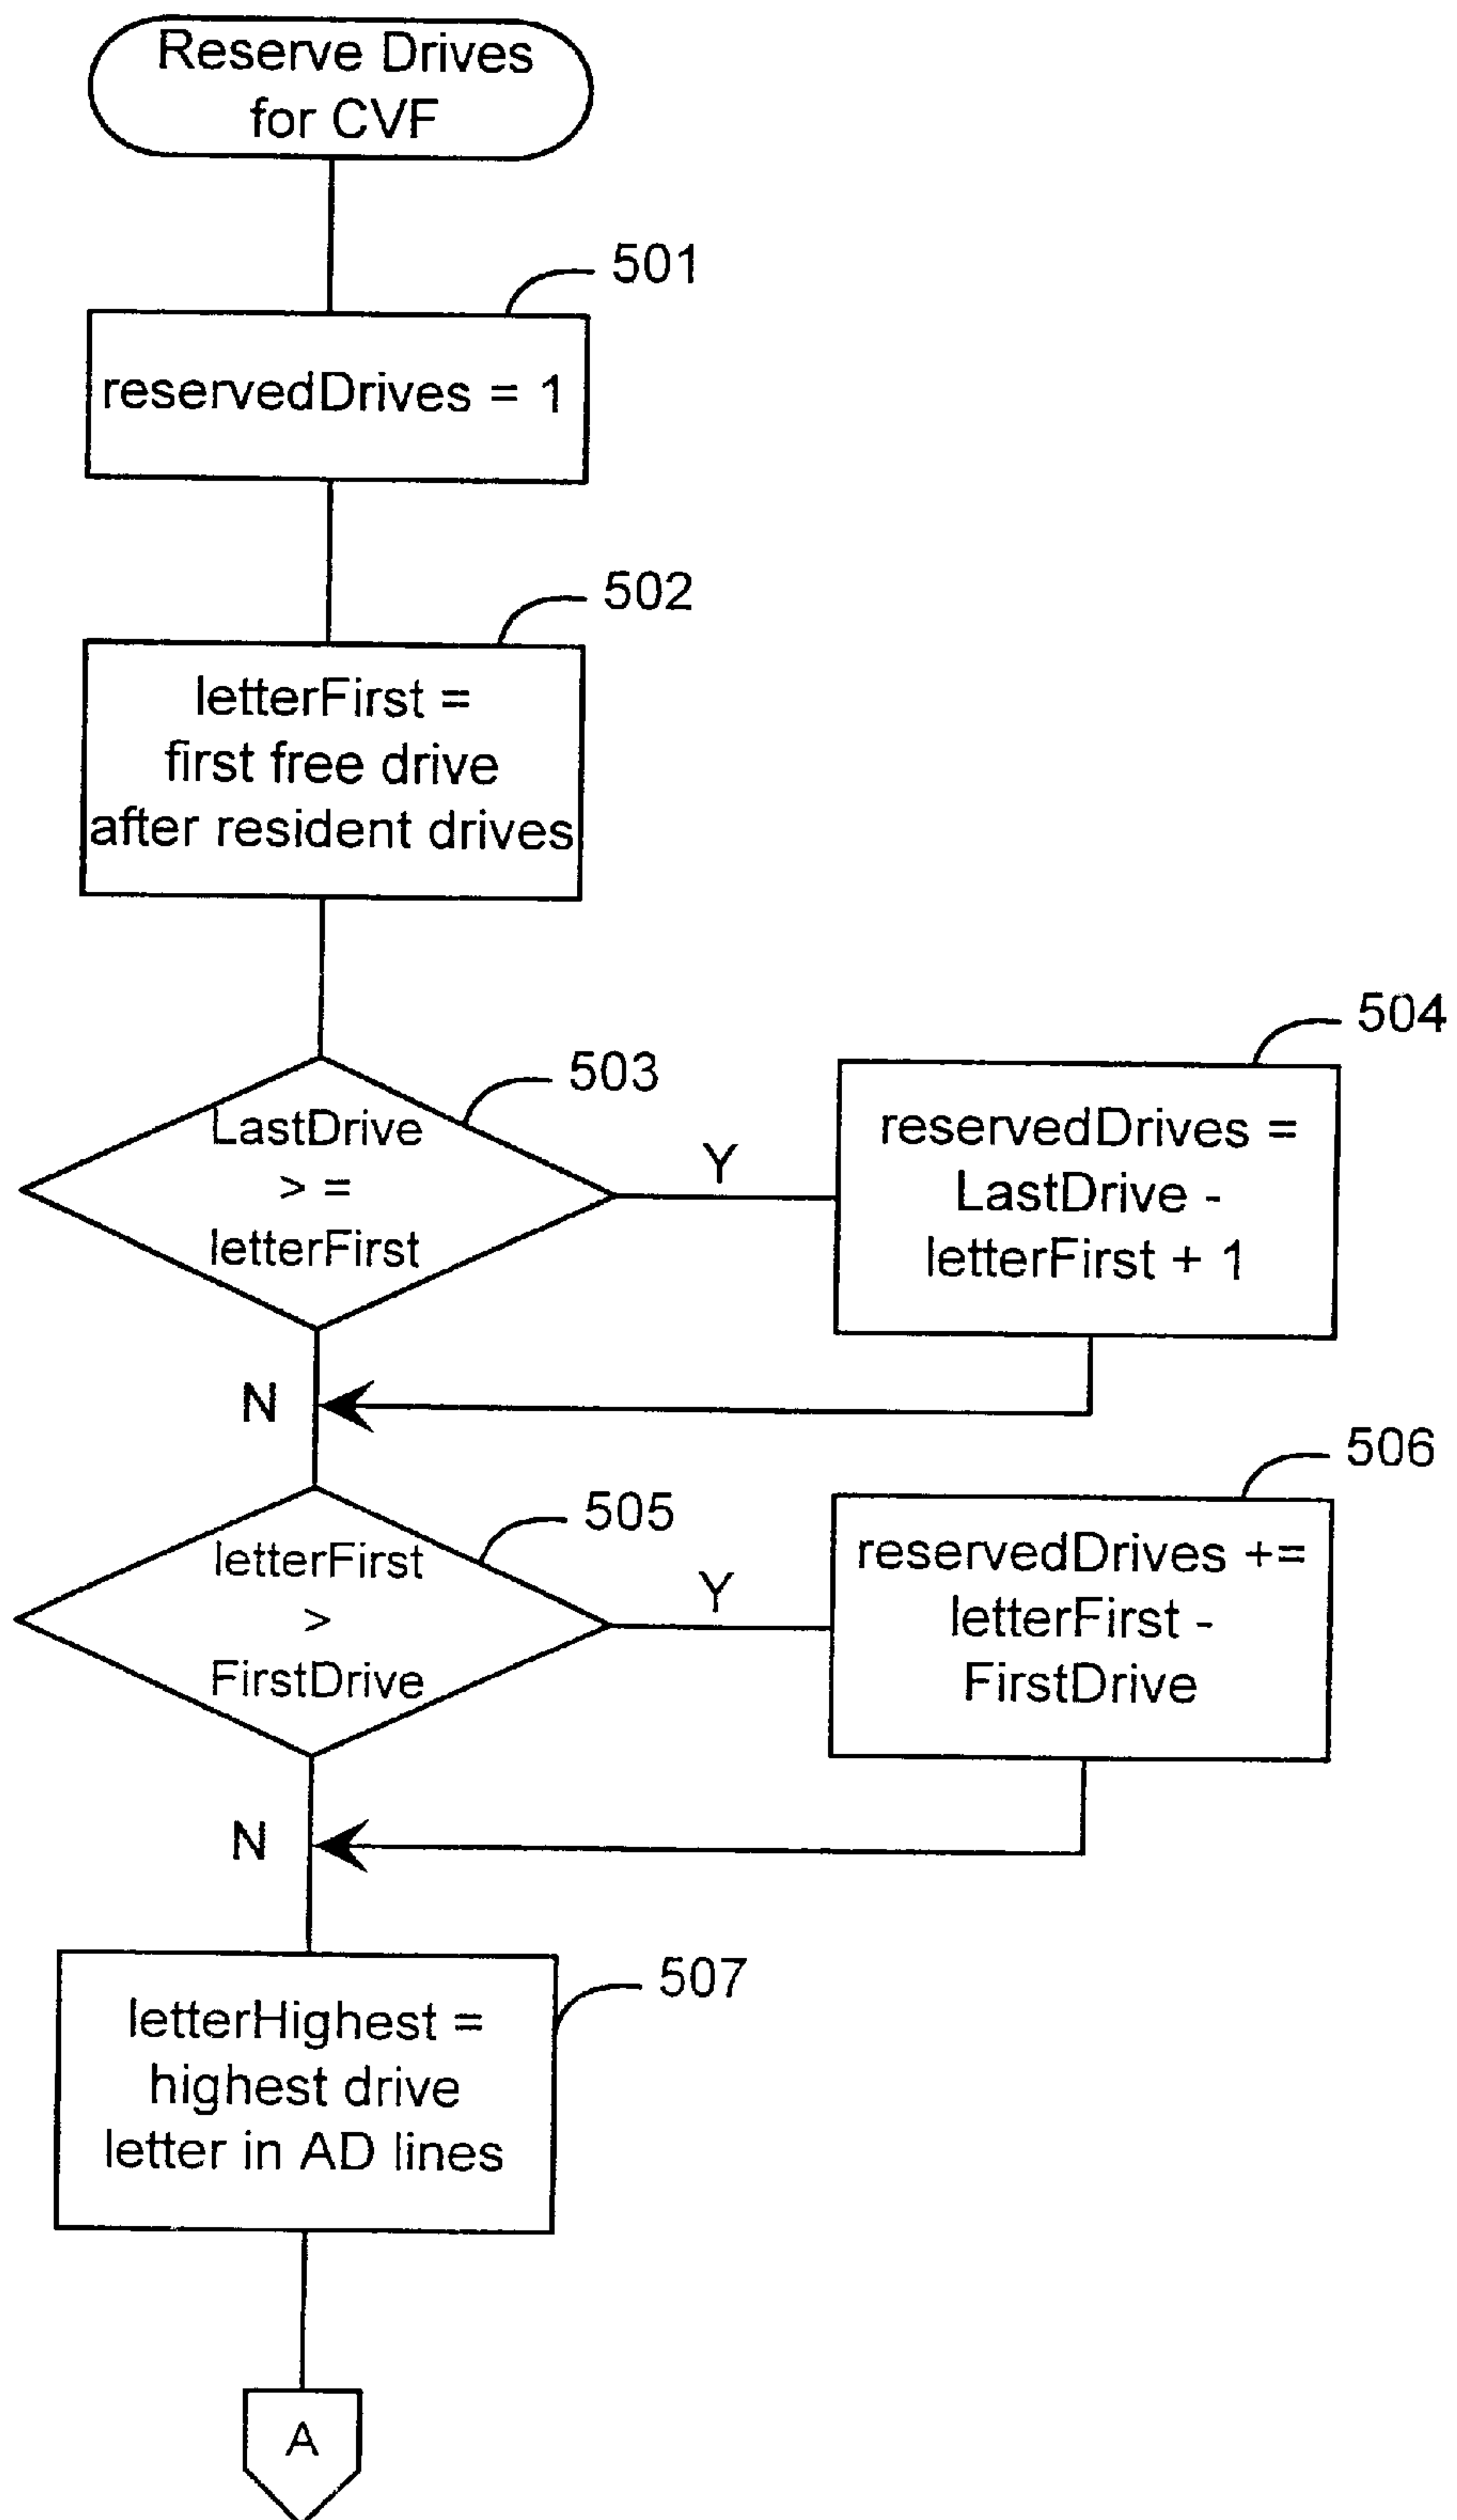 Reserve Drives
for CVF
501
reservedDrives = 1
502
letterFirst =
first free drive
after resident drives
503
LastDrive
> =
letterFirst
Y
504
reservedDrives =
LastDrive -
letterFirst + 1
N
505
letterFirst
>
FirstDrive
Y
506
reservedDrives +=
letterFirst -
FirstDrive
N
507
letterHighest =
highest drive
letter in AD lines
A